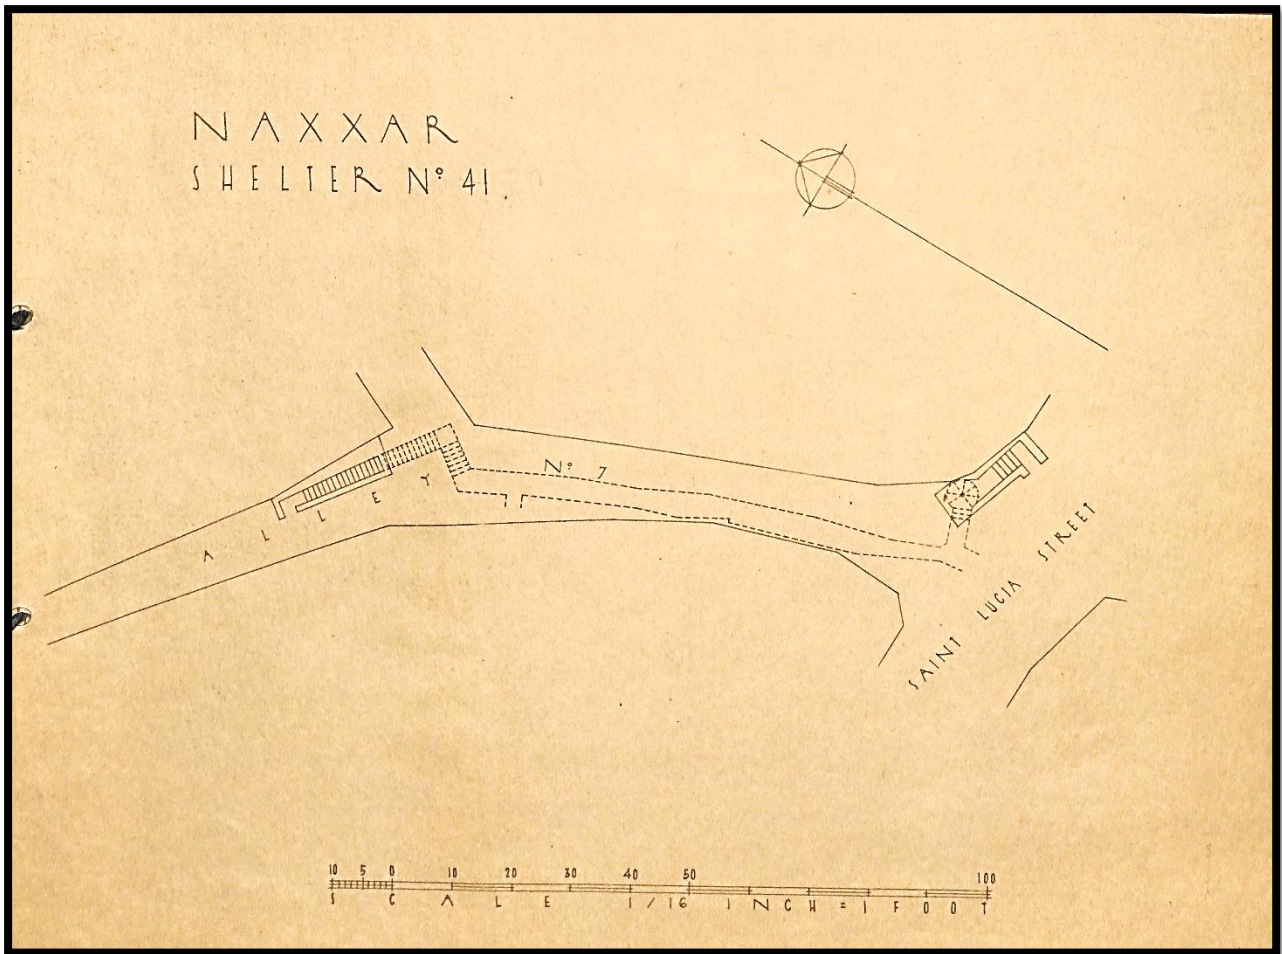 NAXXAR
SHELTER Nº 41
Nº 7
ALLEY
SAINT LUCIA STREET
10 5 0 10 20 30 40 50 100
SCALE 1/16 INCH = 1 FOOT